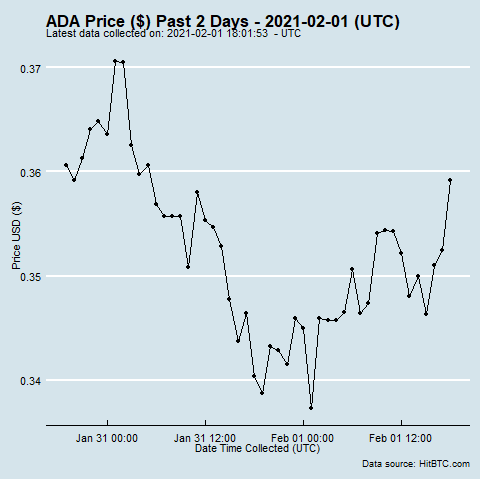 ADA Price ($) Past 2 Days - 2021-02-01 (UTC)
Latest data collected on: 2021-02-01 18:01:53 - UTC
0.37
0.36
0.35
0.34
Price USD ($)
Jan 31 00:00
Jan 31 12:00
Feb 01 00:00
Feb 01 12:00
Date Time Collected (UTC)
Data source: HitBTC.com